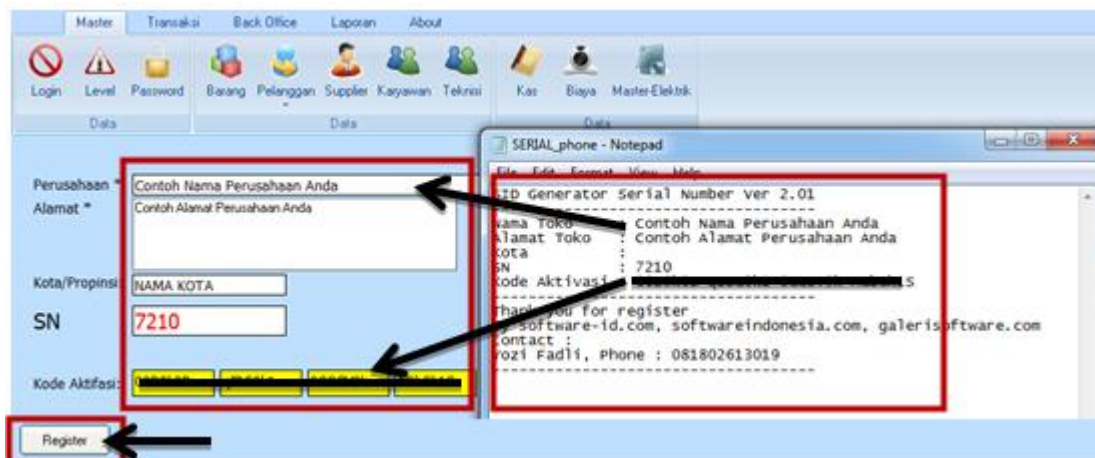 Master Transaksi Back Office Laporan About
Login Level Password Barang Pelanggan Supplier Karyawan Teknisi Kas Biaya Master-Elektrik
Data Data Data
Perusahaan * Contoh Nama Perusahaan Anda
Alamat * Contoh Alamat Perusahaan Anda
Kota/Propinsi NAMA KOTA
SN 7210
Kode Aktifasi:
Register
SERIAL_phone - Notepad
File Edit Format View Help
Generator Serial Number Ver 2.01
Nama Toko : Contoh Nama Perusahaan Anda
Alamat Toko : Contoh Alamat Perusahaan Anda
Kota :
SN : 7210
Kode Aktivasi : S
Thank you for register
software-id.com, softwareindonesia.com, galerisoftware.com
Contact :
Fadli, Phone : 081802613019